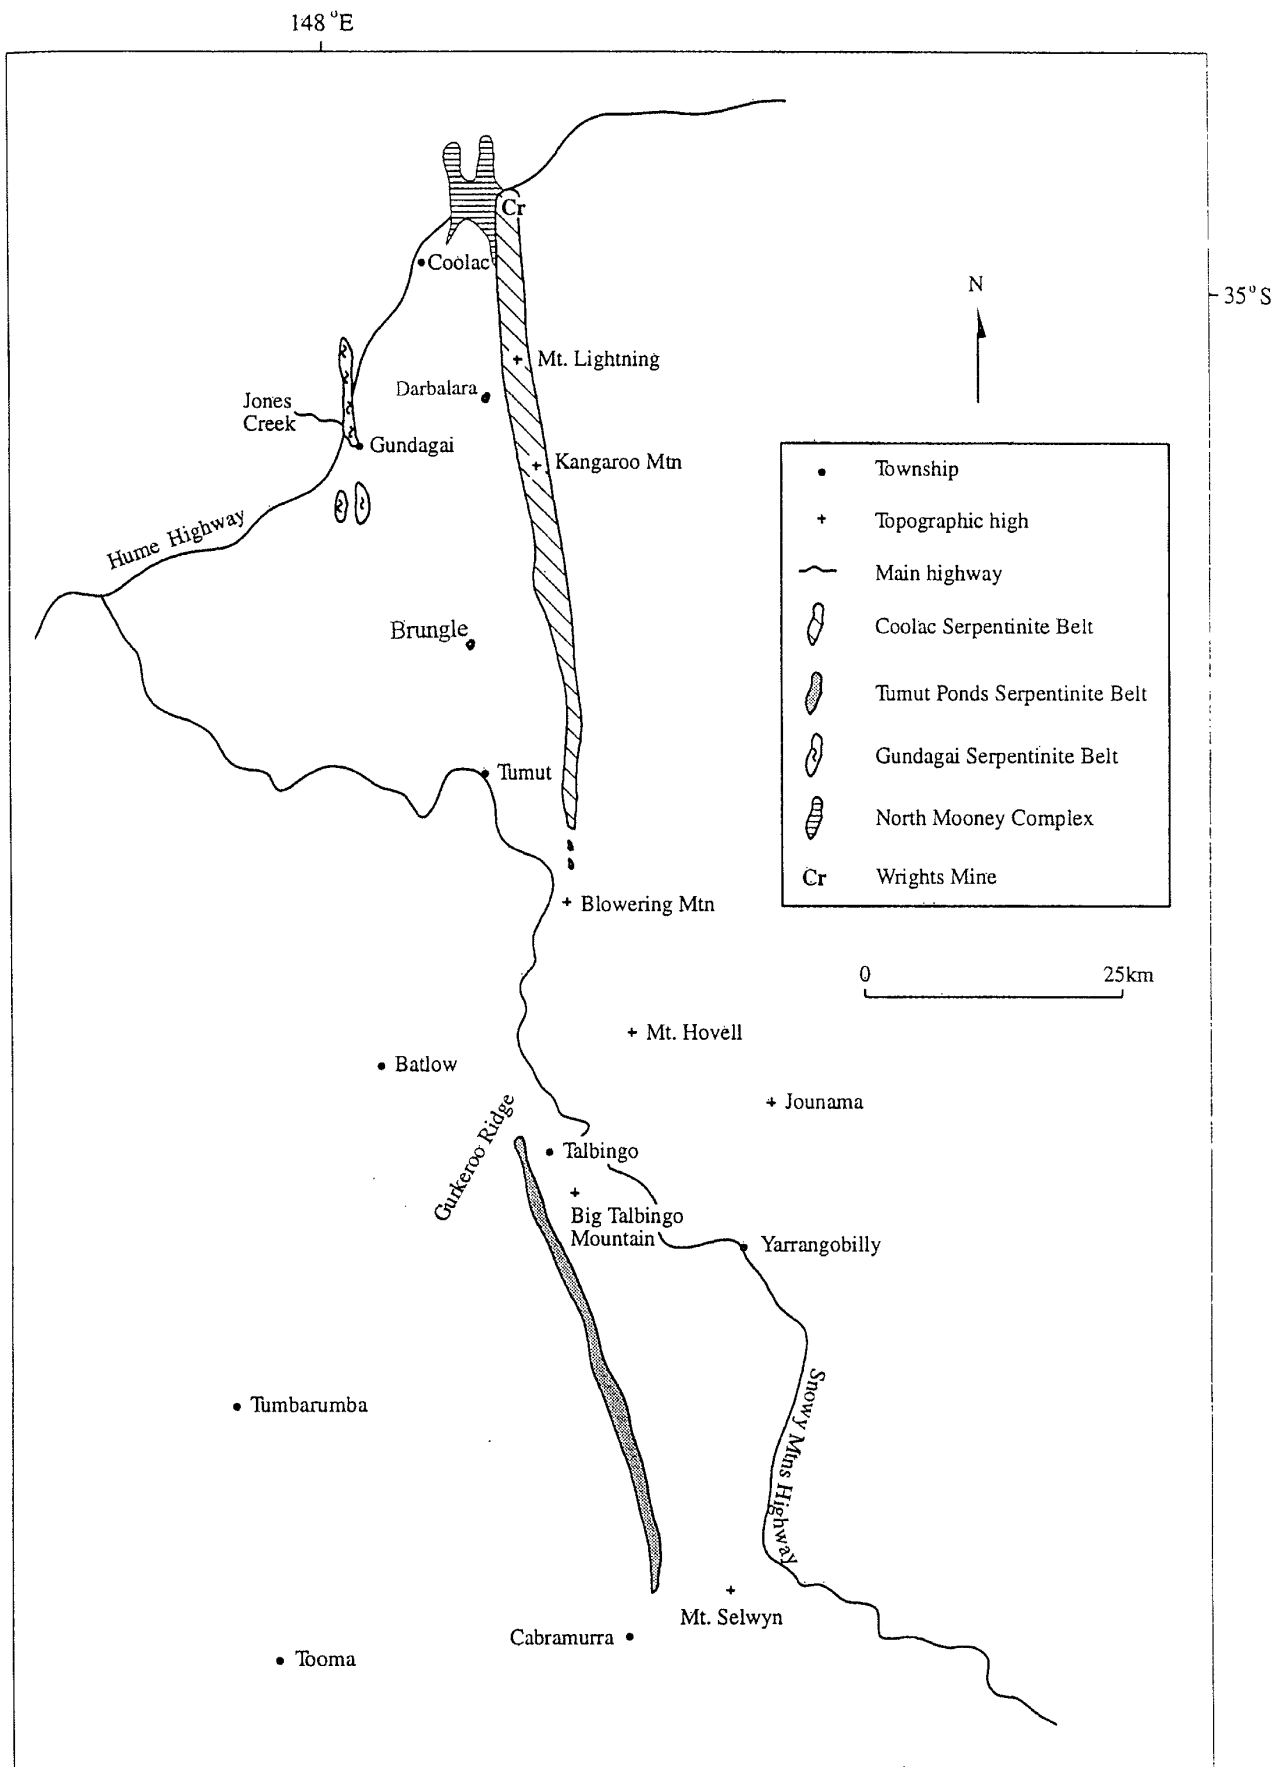 148 °E
Cr
Coolac
35° S
N
Mt. Lightning
Darbalara
Jones
Creek
Gundagai
Kangaroo Mtn
Hume Highway
Brungle
Tumut
Blowering Mtn
Township
Topographic high
Main highway
Coolac Serpentinite Belt
Tumut Ponds Serpentinite Belt
Gundagai Serpentinite Belt
North Mooney Complex
Cr Wrights Mine
0 25km
Mt. Hovell
Batlow
Jounama
Gurkeroo Ridge
Talbingo
Big Talbingo
Mountain
Yarrangobilly
Tumbarumba
Snowy Mtns Highway
Mt. Selwyn
Cabramurra
Tooma